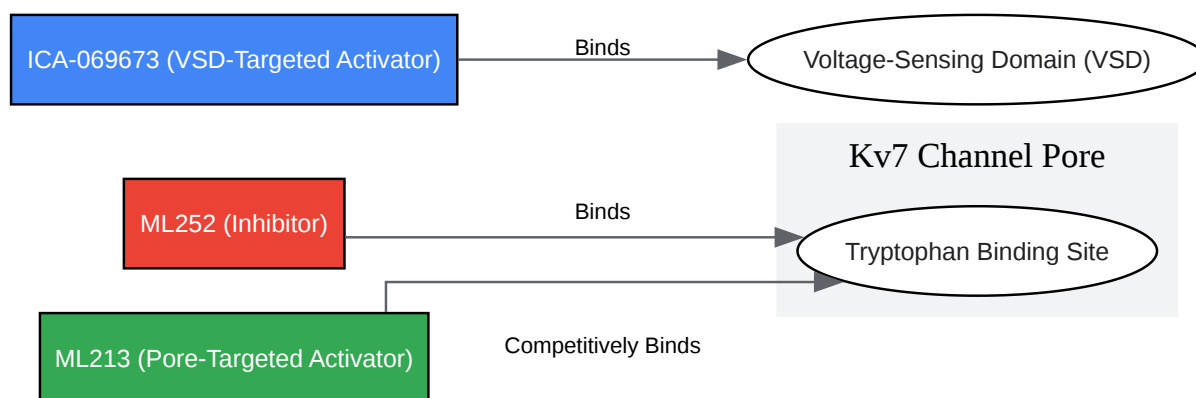 ICA-069673 (VSD-Targeted Activator)
Binds
Voltage-Sensing Domain (VSD)
Kv7 Channel Pore
ML252 (Inhibitor)
Binds
Tryptophan Binding Site
ML213 (Pore-Targeted Activator)
Competitively Binds